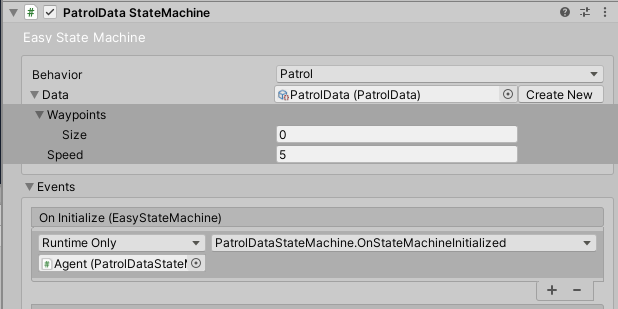 PatrolData StateMachine
Easy State Machine
Behavior Patrol
Data PatrolData (PatrolData) Create New
Waypoints
Size 0
Speed 5
Events
On Initialize (EasyStateMachine)
Runtime Only PatrolDataStateMachine.OnStateMachineInitialized
Agent (PatrolDataStateM